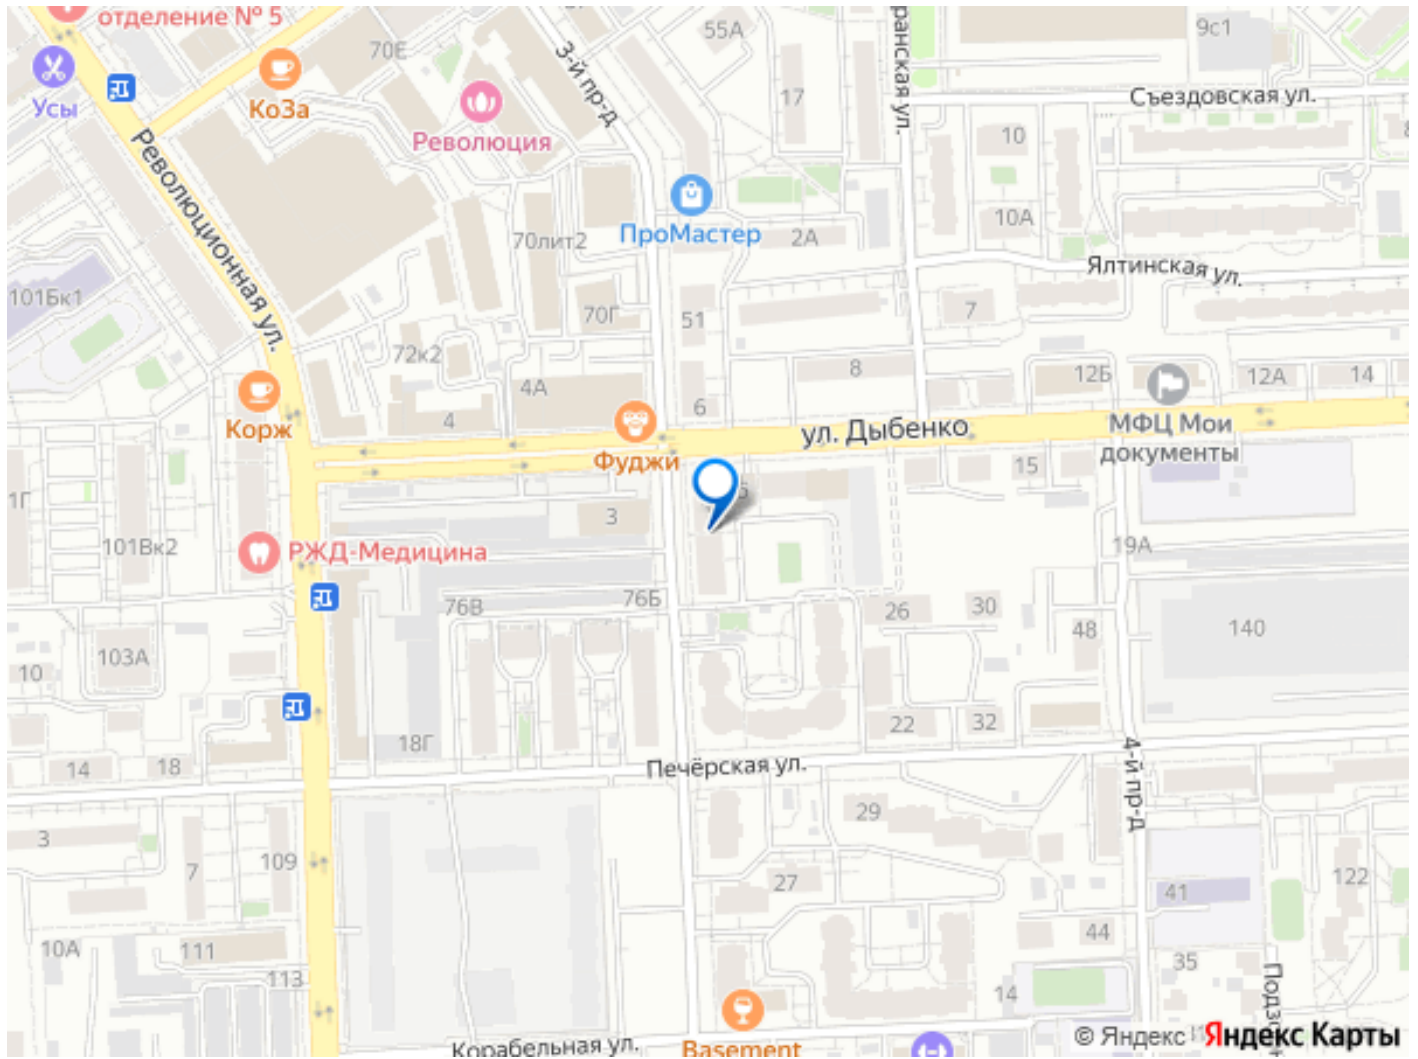 отделение № 5
70Е
55А
9с1
Усы
КоЗа
3-й пр-д
17
Съездовская ул.
Революция
10
Революционная ул.
ПроМастер
2А
10А
70лит2
Ялтинская ул.
101Бк1
70Г
51
7
72к2
8
12Б
12А
14
4А
6
Корж
4
Фуджи
ул. Дыбенко
МФЦ Мои
документы
15
1Г
3
101Вк2
РЖД-Медицина
19А
76В
76Б
26
30
48
140
103А
10
22
32
18Г
14
18
Печёрская ул.
4-й пр-д
3
29
109
7
27
41
122
10А
111
44
35
113
14
Корабельная ул.
Basement
© Яндекс
Яндекс Карты